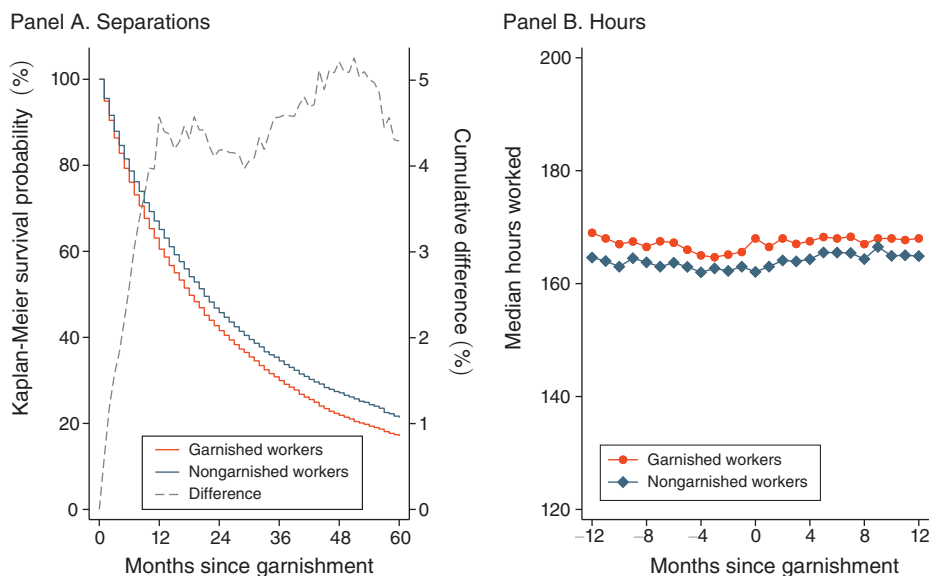 Panel A. Separations
Kaplan-Meier survival probability (%)
100
80
60
40
20
0
5
4
3
2
1
0
Cumulative difference (%)
Garnished workers
Nongarnished workers
Difference
0 12 24 36 48 60
Months since garnishment
Panel B. Hours
Median hours worked
200
180
160
140
120
Garnished workers
Nongarnished workers
−12 −8 −4 0 4 8 12
Months since garnishment